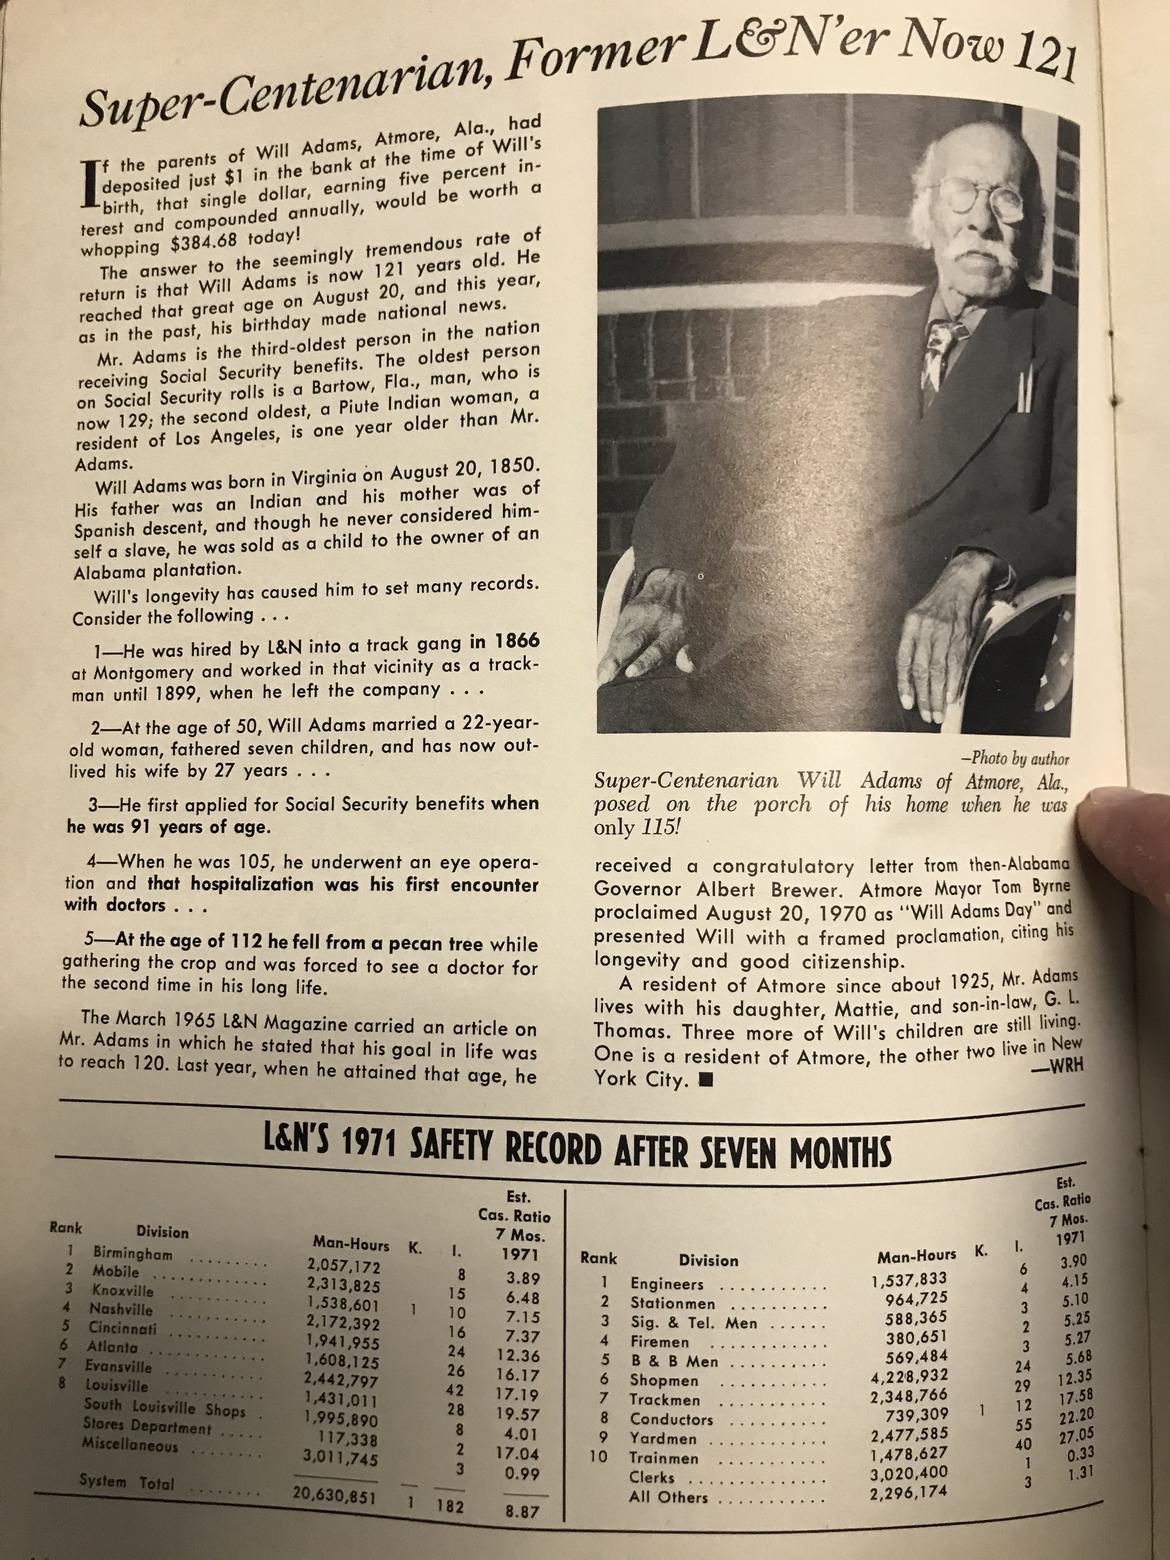 Super-Centenarian, Former L&N'er Now 121
If the parents of Will Adams, Atmore, Ala., had
deposited just $1 in the bank at the time of Will's
birth, that single dollar, earning five percent in-
terest and compounded annually, would be worth a
whopping $384.68 today!
The answer to the seemingly tremendous rate of
return is that Will Adams is now 121 years old. He
reached that great age on August 20, and this year,
as in the past, his birthday made national news.
Mr. Adams is the third-oldest person in the nation
receiving Social Security benefits. The oldest person
on Social Security rolls is a Bartow, Fla., man, who is
now 129; the second oldest, a Piute Indian woman, a
resident of Los Angeles, is one year older than Mr.
Adams.
Will Adams was born in Virginia on August 20, 1850.
His father was an Indian and his mother was of
Spanish descent, and though he never considered him-
self a slave, he was sold as a child to the owner of an
Alabama plantation.
Will's longevity has caused him to set many records.
Consider the following . . .
1—He was hired by L&N into a track gang in 1866
at Montgomery and worked in that vicinity as a track-
man until 1899, when he left the company . . .
2—At the age of 50, Will Adams married a 22-year-
old woman, fathered seven children, and has now out-
lived his wife by 27 years . . .
3—He first applied for Social Security benefits when
he was 91 years of age.
4—When he was 105, he underwent an eye opera-
tion and that hospitalization was his first encounter
with doctors . . .
5—At the age of 112 he fell from a pecan tree while
gathering the crop and was forced to see a doctor for
the second time in his long life.
The March 1965 L&N Magazine carried an article on
Mr. Adams in which he stated that his goal in life was
to reach 120. Last year, when he attained that age, he
—Photo by author
Super-Centenarian Will Adams of Atmore, Ala.,
posed on the porch of his home when he was
only 115!
received a congratulatory letter from then-Alabama
Governor Albert Brewer. Atmore Mayor Tom Byrne
proclaimed August 20, 1970 as "Will Adams Day" and
presented Will with a framed proclamation, citing his
longevity and good citizenship.
A resident of Atmore since about 1925, Mr. Adams
lives with his daughter, Mattie, and son-in-law, G. L.
Thomas. Three more of Will's children are still living.
One is a resident of Atmore, the other two live in New
York City. ■
—WRH
L&N'S 1971 SAFETY RECORD AFTER SEVEN MONTHS
Est.
Cas. Ratio
7 Mos.
Rank Division Man-Hours K. I. 1971
1 Birmingham ......... 2,057,172 8 3.89
2 Mobile ............. 2,313,825 15 6.48
3 Knoxville ........... 1,538,601 1 10 7.15
4 Nashville ........... 2,172,392 16 7.37
5 Cincinnati .......... 1,941,955 24 12.36
6 Atlanta ............ 1,608,125 26 16.17
7 Evansville .......... 2,442,797 42 17.19
8 Louisville ........... 1,431,011 28 19.57
South Louisville Shops . 1,995,890 8 4.01
Stores Department ..... 117,338 2 17.04
Miscellaneous ........ 3,011,745 3 0.99
System Total ........ 20,630,851 1 182 8.87
Est.
Cas. Ratio
7 Mos.
Rank Division Man-Hours K. I. 1971
1 Engineers ........... 1,537,833 6 3.90
2 Stationmen .......... 964,725 4 4.15
3 Sig. & Tel. Men ...... 588,365 3 5.10
4 Firemen ............ 380,651 2 5.25
5 B & B Men .......... 569,484 3 5.27
6 Shopmen ........... 4,228,932 24 5.68
7 Trackmen ........... 2,348,766 29 12.35
8 Conductors .......... 739,309 1 12 17.58
9 Yardmen ............ 2,477,585 55 22.20
10 Trainmen ........... 1,478,627 40 27.05
Clerks .............. 3,020,400 1 0.33
All Others ........... 2,296,174 3 1.31